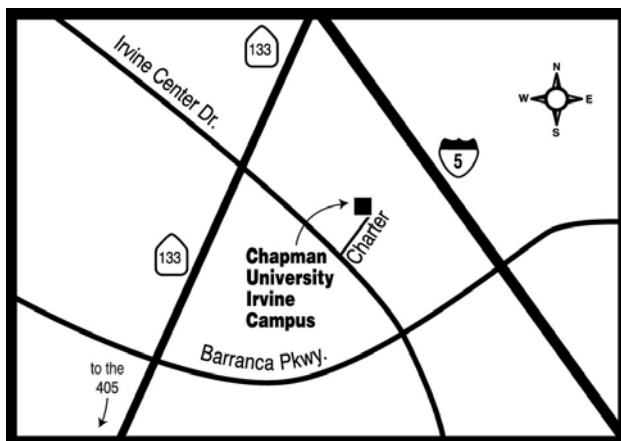 Irvine Center Dr.
133
N
W E
S
5
Charter
133
Chapman
University
Irvine
Campus
Barranca Pkwy.
to the
405